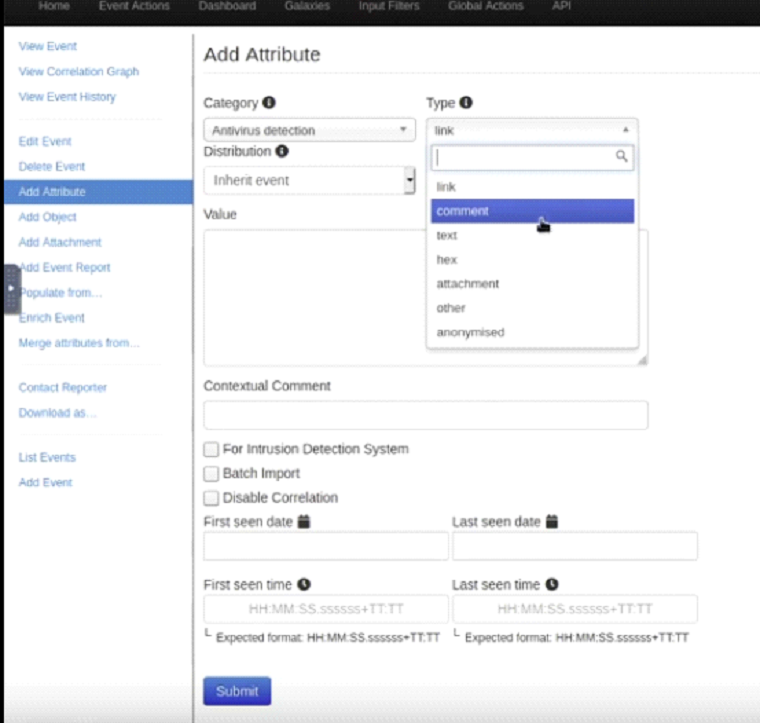 Home Event Actions Dashboard Galaxies Input Filters Global Actions API
View Event
View Correlation Graph
View Event History
Edit Event
Delete Event
Add Attribute
Add Object
Add Attachment
Add Event Report
Populate from...
Enrich Event
Merge attributes from...
Contact Reporter
Download as...
List Events
Add Event
Add Attribute
Category Type
Antivirus detection link
Distribution
Inherit event
link
comment
text
hex
attachment
other
anonymised
Value
Contextual Comment
For Intrusion Detection System
Batch Import
Disable Correlation
First seen date Last seen date
First seen time Last seen time
HH:MM:SS.ssssss+TT:TT HH:MM:SS.ssssss+TT:TT
Expected format: HH:MM:SS.ssssss+TT:TT Expected format: HH:MM:SS.ssssss+TT:TT
Submit